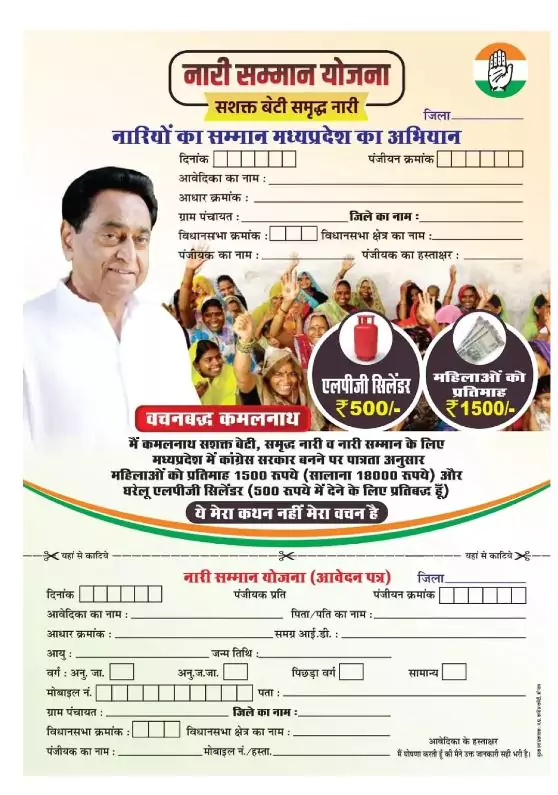 नारी सम्मान योजना
सशक्त बेटी समृद्ध नारी
जिला
नारियों का सम्मान मध्यप्रदेश का अभियान
दिनांक पंजीयन क्रमांक
आवेदिका का नाम :
आधार क्रमांक :
ग्राम पंचायत : जिले का नाम :
विधानसभा क्रमांक : विधानसभा क्षेत्र का नाम :
पंजीयक का नाम : पंजीयक का हस्ताक्षर :
एलपीजी सिलेंडर
₹500/-
महिलाओं को
प्रतिमाह
₹1500/-
वचनबद्ध कमलनाथ
मैं कमलनाथ सशक्त बेटी, समृद्ध नारी व नारी सम्मान के लिए
मध्यप्रदेश में कांग्रेस सरकार बनने पर पात्रता अनुसार
महिलाओं को प्रतिमाह 1500 रुपये (सालाना 18000 रुपये) और
घरेलू एलपीजी सिलेंडर (500 रुपये में देने के लिए प्रतिबद्ध हूँ)
ये मेरा कथन नहीं मेरा वचन है
यहां से काटिये यहां से काटिये
नारी सम्मान योजना (आवेदन पत्र) जिला
दिनांक पंजीयक प्रति पंजीयन क्रमांक
आवेदिका का नाम : पिता/पति का नाम :
आधार क्रमांक : समग्र आई.डी. :
आयु : जन्म तिथि :
वर्ग : अनु. जा. अनु.ज.जा. पिछड़ा वर्ग सामान्य
मोबाइल नं. पता :
ग्राम पंचायत : जिले का नाम :
विधानसभा क्रमांक : विधानसभा क्षेत्र का नाम :
पंजीयक का नाम : मोबाइल नं./हस्ता.
आवेदिका के हस्ताक्षर
मैं घोषणा करती हूँ की मैंने उक्त जानकारी सही भरी है।